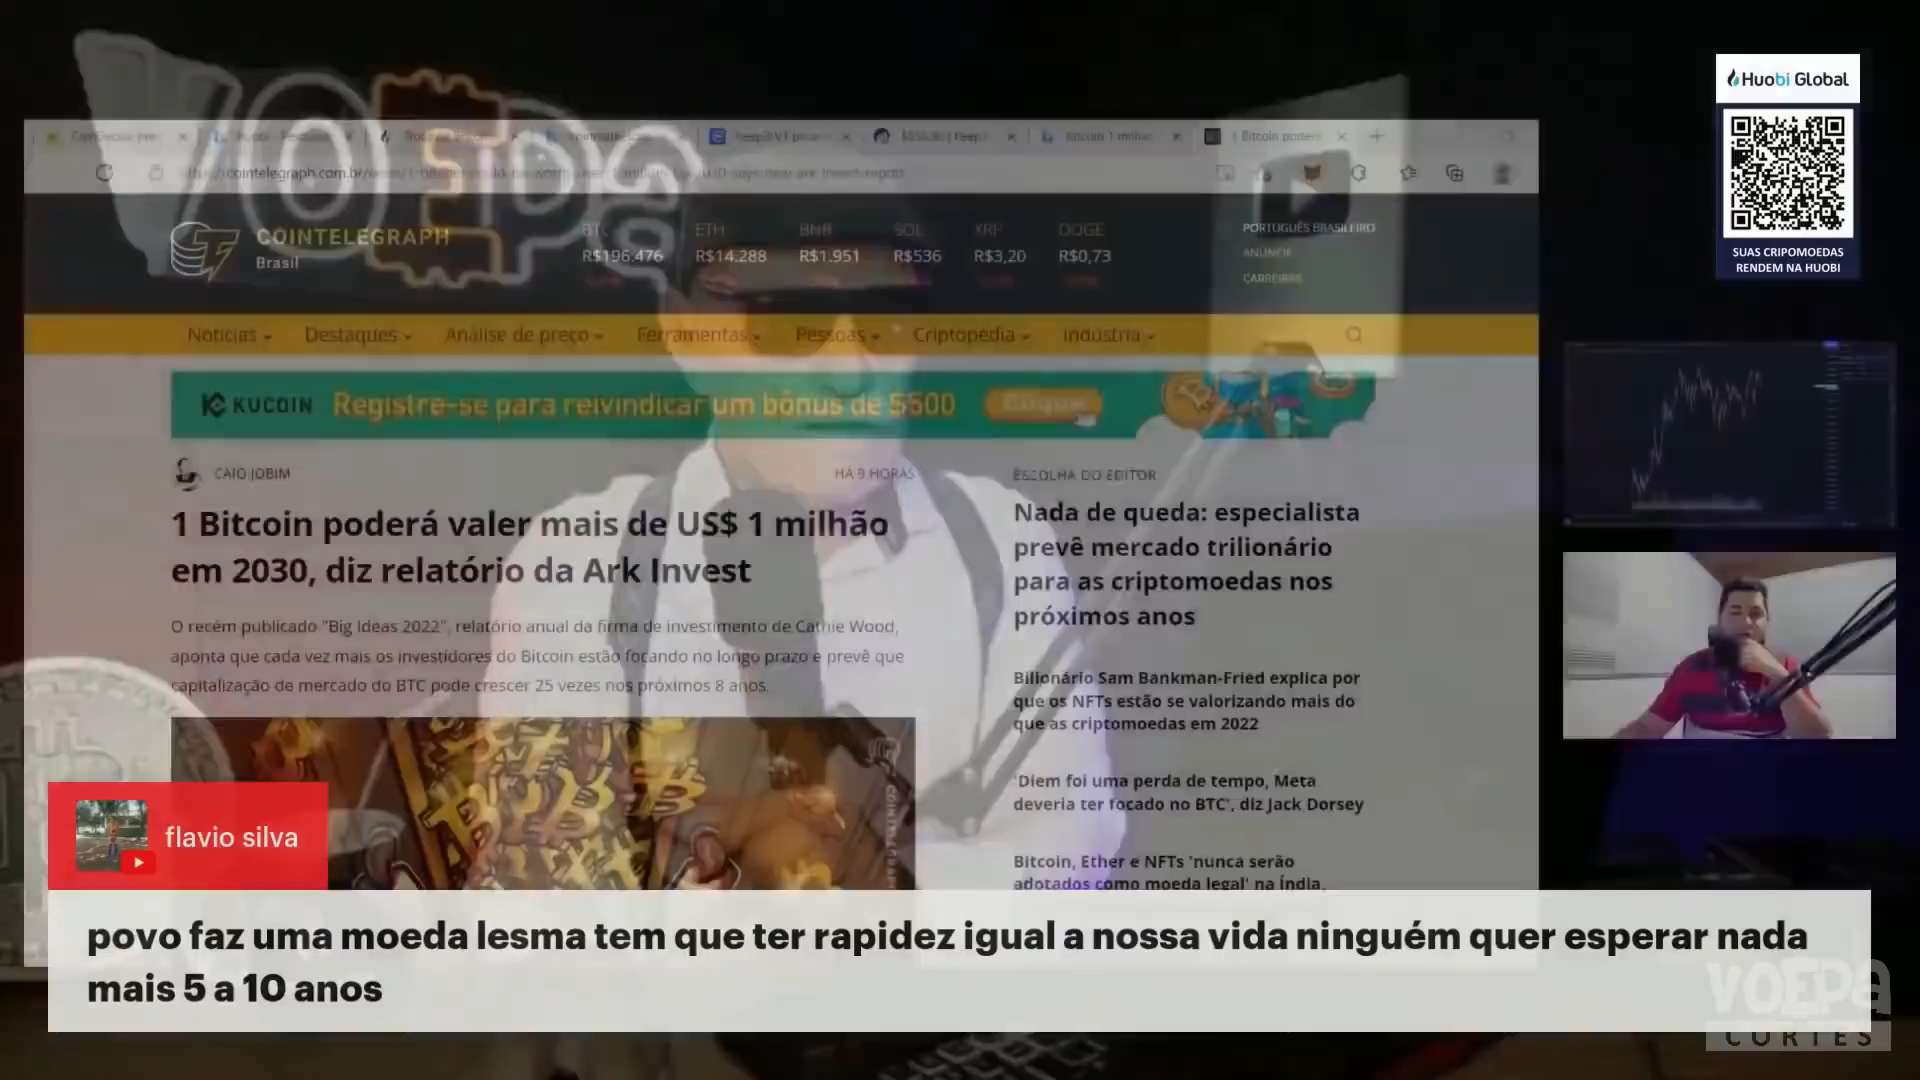 Huobi Global
SUAS CRIPOMOEDAS
RENDEM NA HUOBI
VOEPA
COINTELEGRAPH
Brasil
BTC ETH BNB SOL XRP DOGE
R$196.476 R$14.288 R$1.951 R$536 R$3,20 R$0,73
PORTUGUÊS BRASILEIRO
ANUNCIE
CARREIRAS
Notícias Destaques Análise de preço Ferramentas Pessoas Criptopédia Indústria
KUCOIN Registre-se para reivindicar um bônus de $500
CAIO JOBIM
HÁ 9 HORAS
1 Bitcoin poderá valer mais de US$ 1 milhão
em 2030, diz relatório da Ark Invest
O recém publicado "Big Ideas 2022", relatório anual da firma de investimento de Cathie Wood,
aponta que cada vez mais os investidores do Bitcoin estão focando no longo prazo e prevê que
capitalização de mercado do BTC pode crescer 25 vezes nos próximos 8 anos.
ESCOLHA DO EDITOR
Nada de queda: especialista
prevê mercado trilionário
para as criptomoedas nos
próximos anos
Bilionário Sam Bankman-Fried explica por
que os NFTs estão se valorizando mais do
que as criptomoedas em 2022
'Diem foi uma perda de tempo, Meta
deveria ter focado no BTC', diz Jack Dorsey
Bitcoin, Ether e NFTs 'nunca serão
adotados como moeda legal' na Índia,
flavio silva
povo faz uma moeda lesma tem que ter rapidez igual a nossa vida ninguém quer esperar nada
mais 5 a 10 anos
VOEPA
CORTES